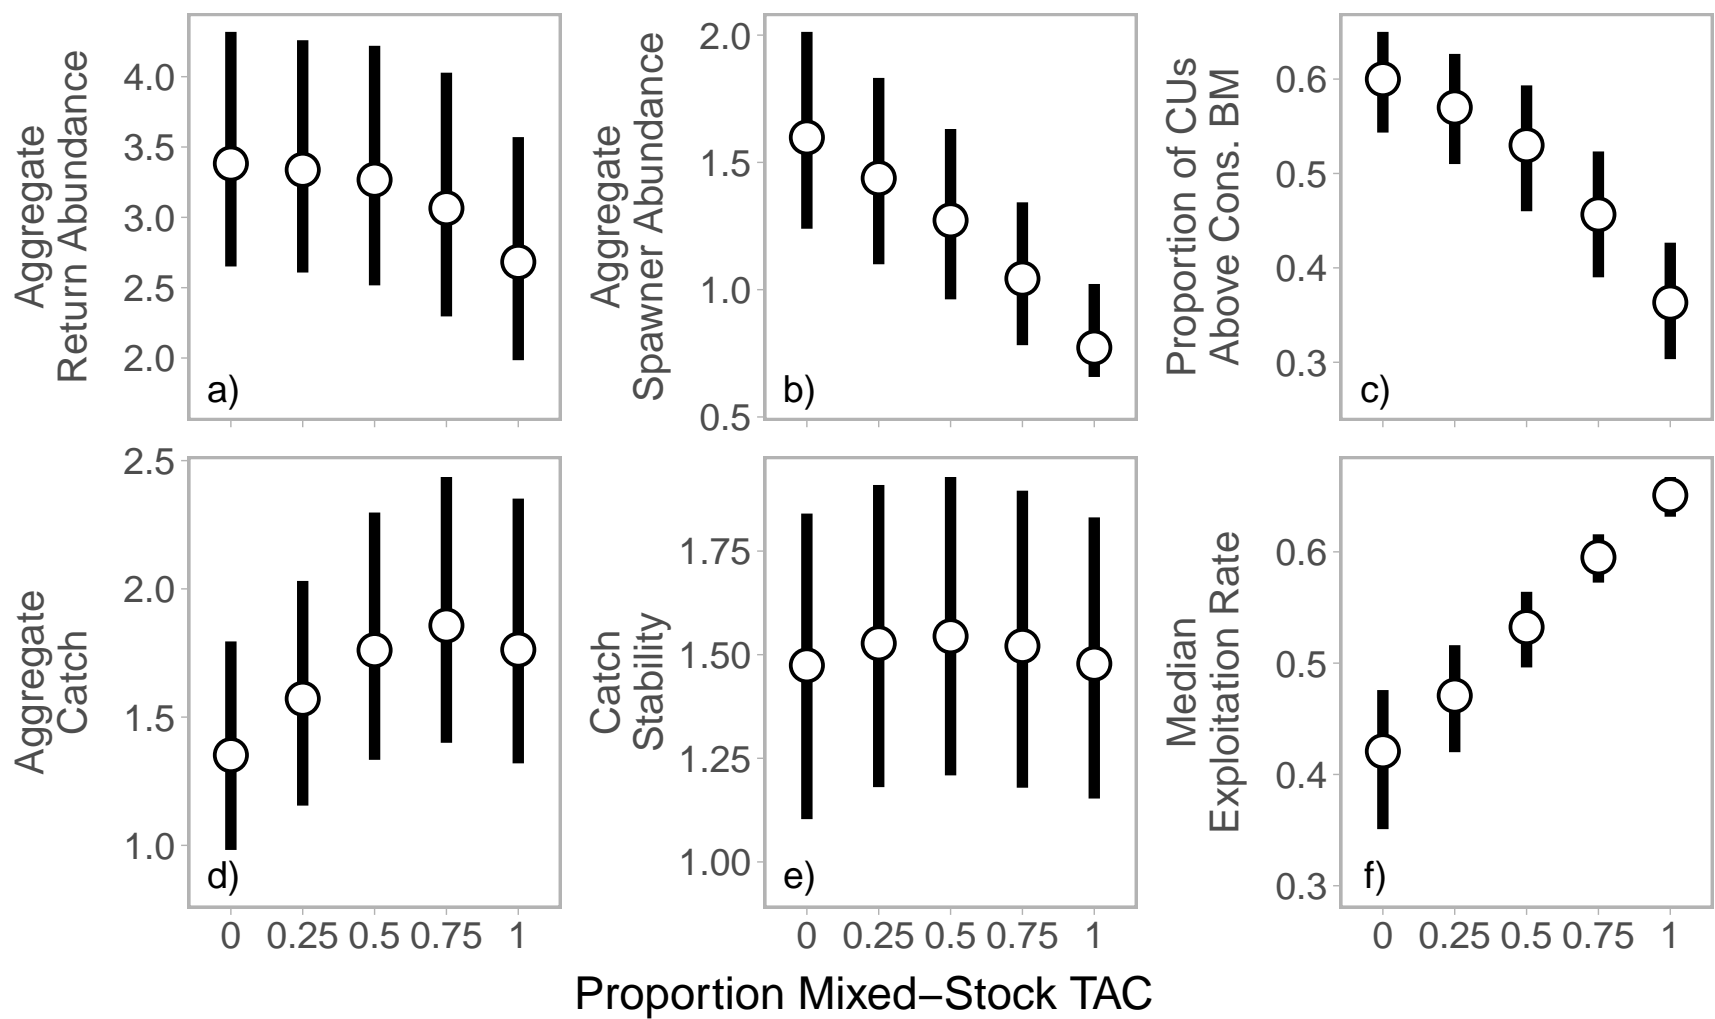 Aggregate
Return Abundance
4.0
3.5
3.0
2.5
2.0
a)
Aggregate
Spawner Abundance
2.0
1.5
1.0
0.5
b)
Proportion of CUs
Above Cons. BM
0.6
0.5
0.4
0.3
c)
Aggregate
Catch
2.5
2.0
1.5
1.0
d)
0 0.25 0.5 0.75 1
Catch
Stability
1.75
1.50
1.25
1.00
e)
0 0.25 0.5 0.75 1
Median
Exploitation Rate
0.6
0.5
0.4
0.3
f)
0 0.25 0.5 0.75 1
Proportion Mixed−Stock TAC